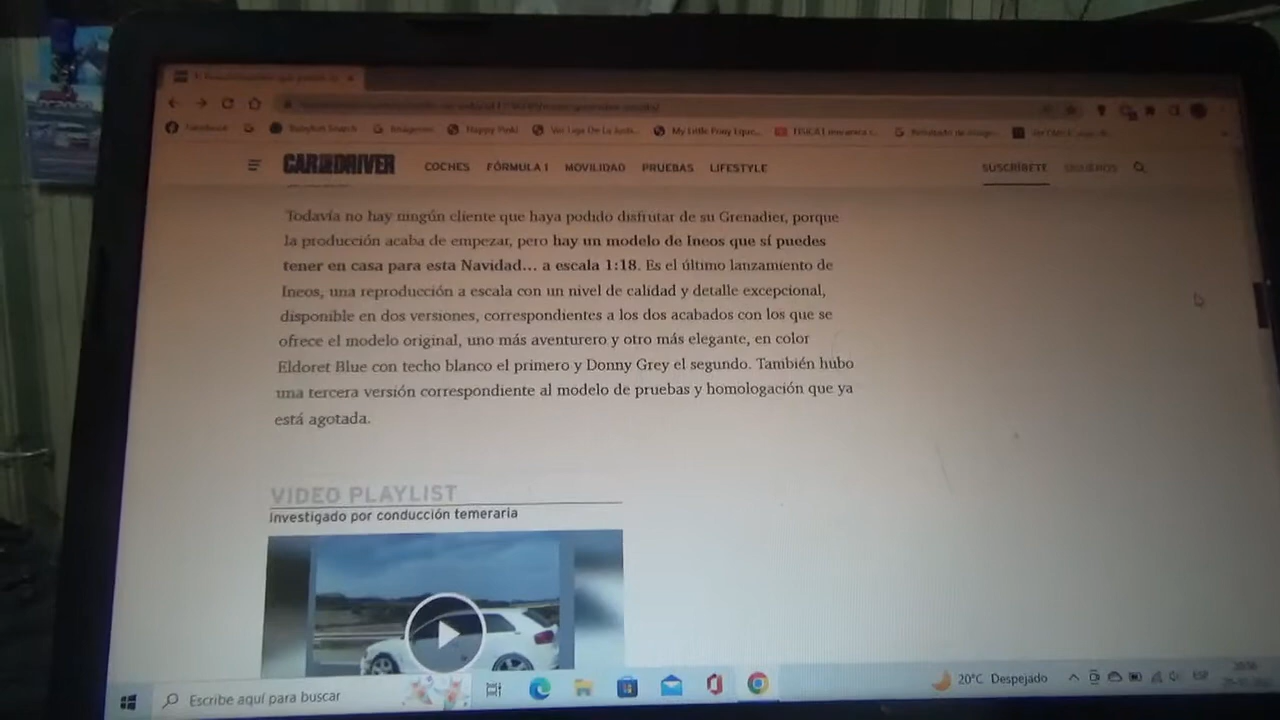 CAR AND DRIVER
COCHES FÓRMULA 1 MOVILIDAD PRUEBAS LIFESTYLE SUSCRÍBETE SÍGUENOS
Todavía no hay ningún cliente que haya podido disfrutar de su Grenadier, porque
la producción acaba de empezar, pero hay un modelo de Ineos que sí puedes
tener en casa para esta Navidad... a escala 1:18. Es el último lanzamiento de
Ineos, una reproducción a escala con un nivel de calidad y detalle excepcional,
disponible en dos versiones, correspondientes a los dos acabados con los que se
ofrece el modelo original, uno más aventurero y otro más elegante, en color
Eldoret Blue con techo blanco el primero y Donny Grey el segundo. También hubo
una tercera versión correspondiente al modelo de pruebas y homologación que ya
está agotada.
VIDEO PLAYLIST
Investigado por conducción temeraria
Escribe aquí para buscar
20°C Despejado
ESP